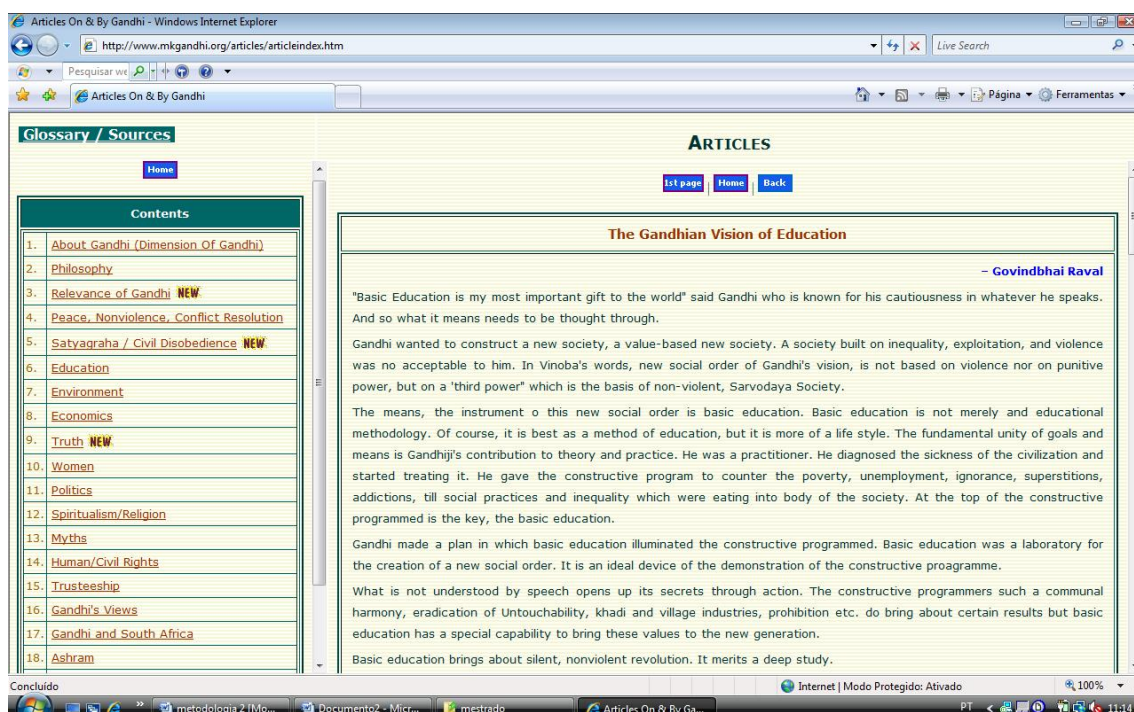 Articles On & By Gandhi - Windows Internet Explorer
http://www.mkgandhi.org/articles/articleindex.htm
Live Search
Pesquisar we
Articles On & By Gandhi
Página
Ferramentas
Glossary / Sources
Home
Contents
1. About Gandhi (Dimension Of Gandhi)
2. Philosophy
3. Relevance of Gandhi NEW
4. Peace, Nonviolence, Conflict Resolution
5. Satyagraha / Civil Disobedience NEW
6. Education
7. Environment
8. Economics
9. Truth NEW
10. Women
11. Politics
12. Spiritualism/Religion
13. Myths
14. Human/Civil Rights
15. Trusteeship
16. Gandhi's Views
17. Gandhi and South Africa
18. Ashram
ARTICLES
1st page | Home | Back
The Gandhian Vision of Education
– Govindbhai Raval
"Basic Education is my most important gift to the world" said Gandhi who is known for his cautiousness in whatever he speaks.
And so what it means needs to be thought through.
Gandhi wanted to construct a new society, a value-based new society. A society built on inequality, exploitation, and violence
was no acceptable to him. In Vinoba's words, new social order of Gandhi's vision, is not based on violence nor on punitive
power, but on a 'third power" which is the basis of non-violent, Sarvodaya Society.
The means, the instrument o this new social order is basic education. Basic education is not merely and educational
methodology. Of course, it is best as a method of education, but it is more of a life style. The fundamental unity of goals and
means is Gandhiji's contribution to theory and practice. He was a practitioner. He diagnosed the sickness of the civilization and
started treating it. He gave the constructive program to counter the poverty, unemployment, ignorance, superstitions,
addictions, till social practices and inequality which were eating into body of the society. At the top of the constructive
programmed is the key, the basic education.
Gandhi made a plan in which basic education illuminated the constructive programmed. Basic education was a laboratory for
the creation of a new social order. It is an ideal device of the demonstration of the constructive proagramme.
What is not understood by speech opens up its secrets through action. The constructive programmers such a communal
harmony, eradication of Untouchability, khadi and village industries, prohibition etc. do bring about certain results but basic
education has a special capability to bring these values to the new generation.
Basic education brings about silent, nonviolent revolution. It merits a deep study.
Concluído
Internet | Modo Protegido: Ativado
100%
metodologia 2 [Mo...
Documento2 - Micr...
mestrado
Articles On & By Ga...
PT
11:14